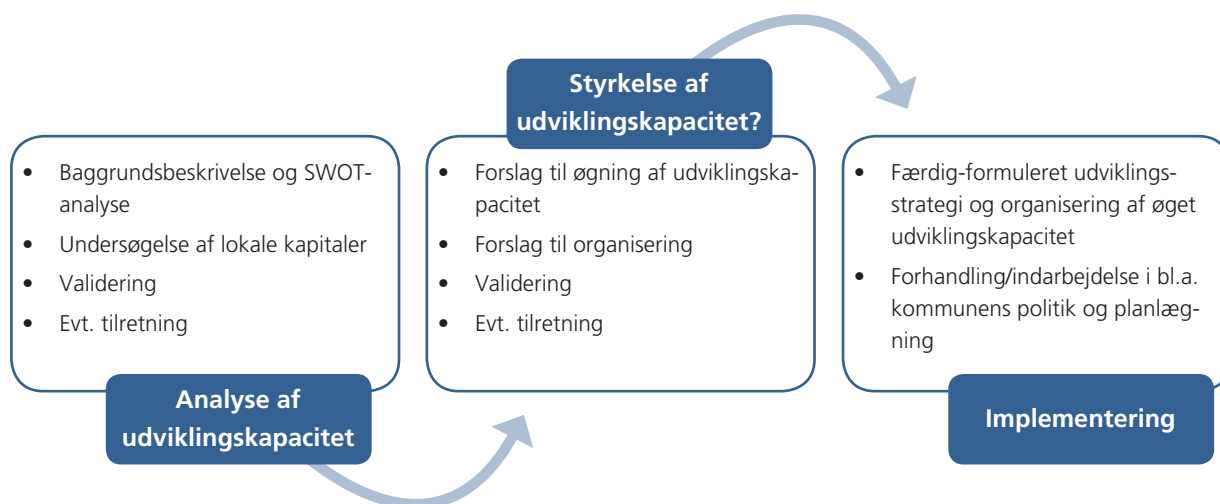 • Baggrundsbeskrivelse og SWOT-
analyse
• Undersøgelse af lokale kapitaler
• Validering
• Evt. tilretning
Analyse af
udviklingskapacitet
Styrkelse af
udviklingskapacitet?
• Forslag til øgning af udviklingska-
pacitet
• Forslag til organisering
• Validering
• Evt. tilretning
• Færdig-formuleret udviklings-
strategi og organisering af øget
udviklingskapacitet
• Forhandling/indarbejdelse i bl.a.
kommunens politik og planlæg-
ning
Implementering